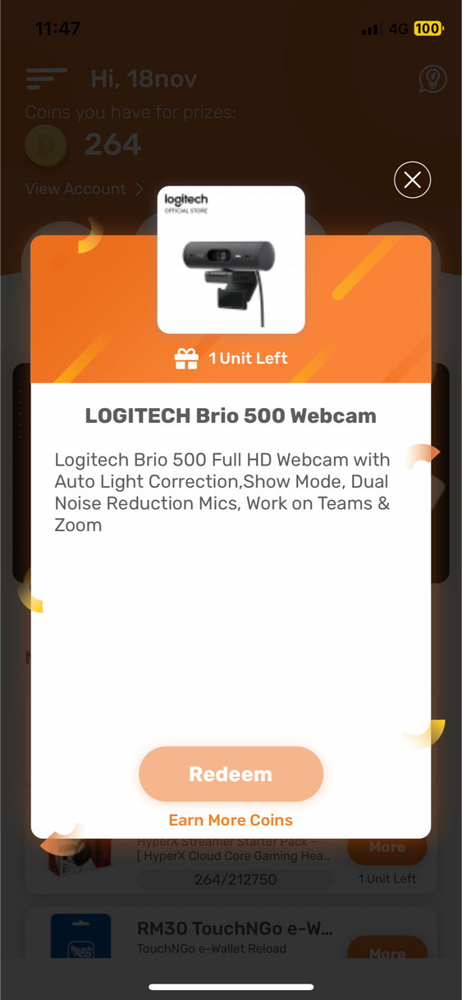 11:47
4G 100
Hi, 18nov
Coins you have for prizes:
264
View Account
logitech
OFFICIAL STORE
1 Unit Left
LOGITECH Brio 500 Webcam
Logitech Brio 500 Full HD Webcam with
Auto Light Correction,Show Mode, Dual
Noise Reduction Mics, Work on Teams &
Zoom
Redeem
Earn More Coins
HyperX Streamer Starter Pack –
[ HyperX Cloud Core Gaming Hea...
More
264/212750
1 Unit Left
RM30 TouchNGo e-W...
TouchNGo e-Wallet Reload
More